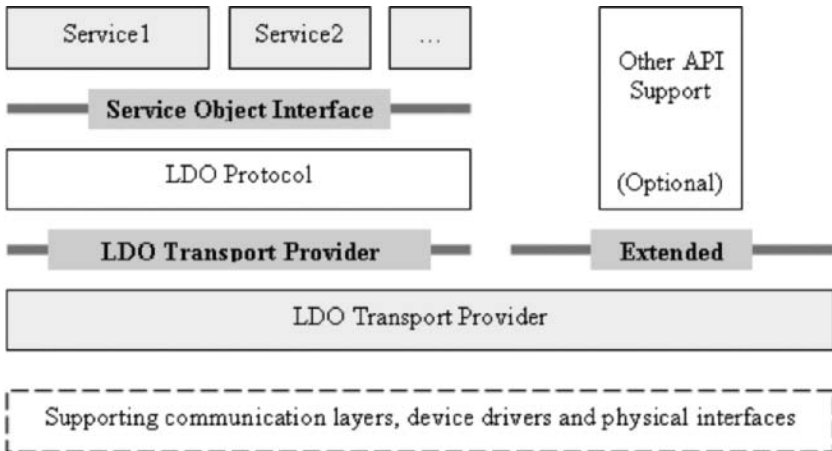 Service1
Service2
...
Service Object Interface
LDO Protocol
Other API
Support
(Optional)
LDO Transport Provider
Extended
LDO Transport Provider
Supporting communication layers, device drivers and physical interfaces